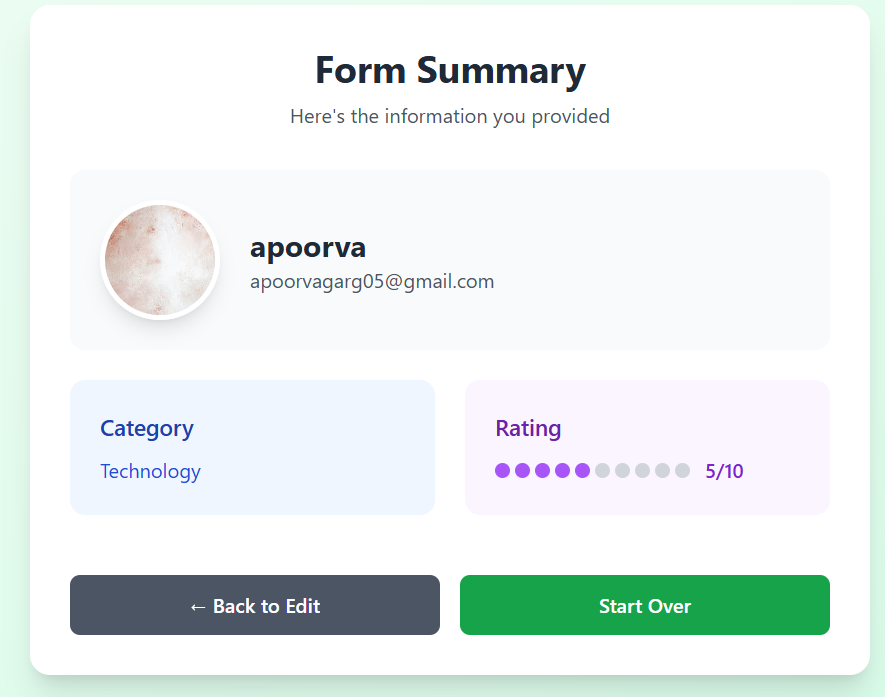 Form Summary
Here's the information you provided
apoorva
apoorvagarg05@gmail.com
Category
Technology
Rating
5/10
← Back to Edit
Start Over